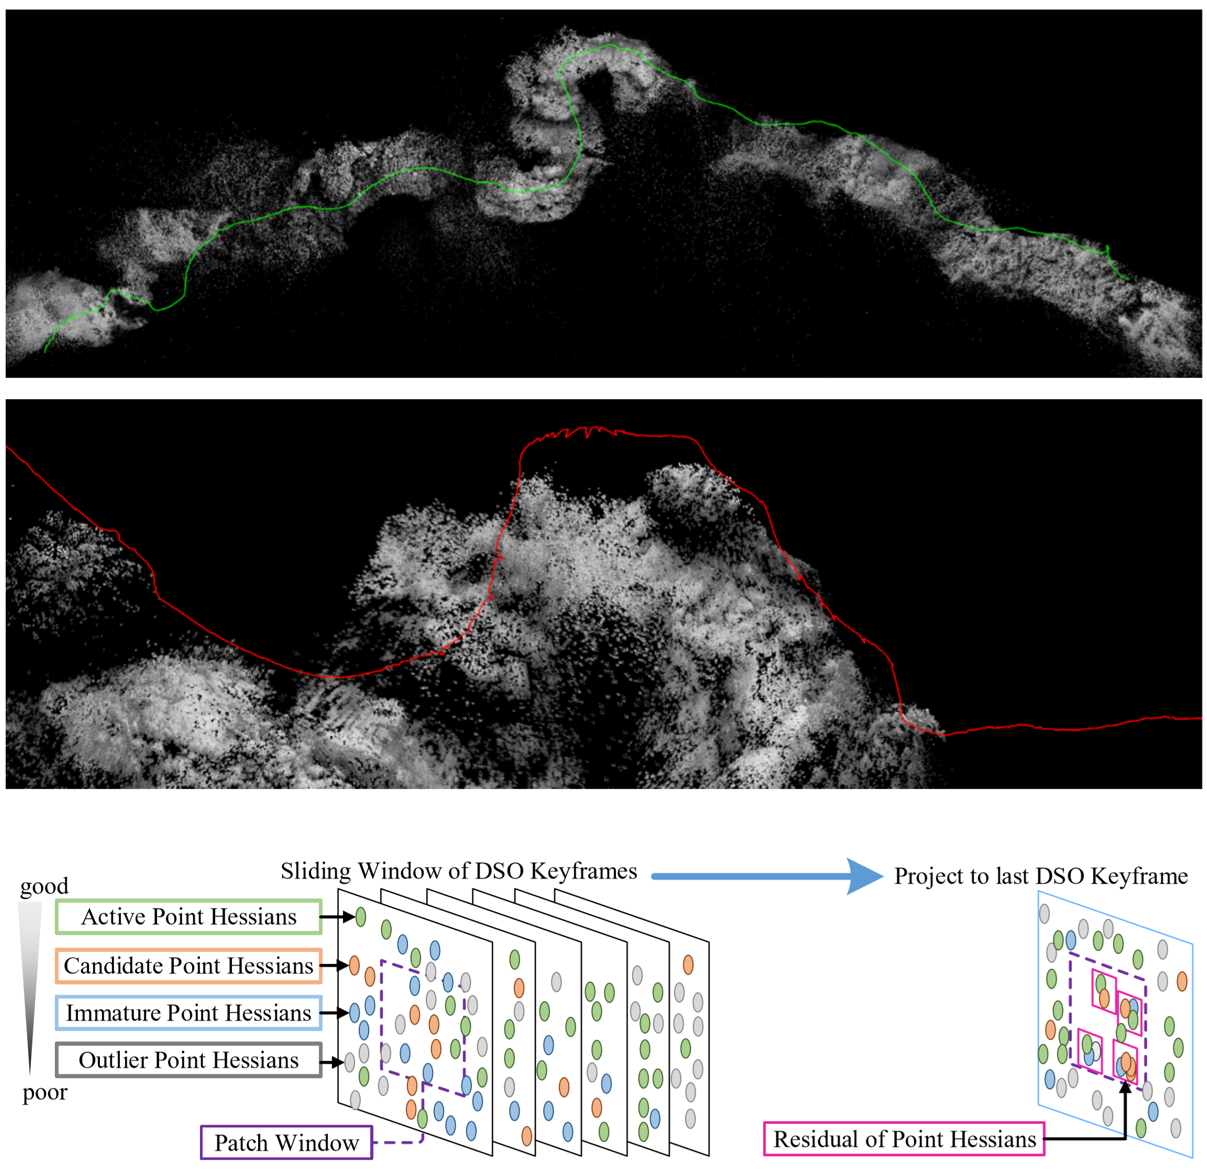 Sliding Window of DSO Keyframes
Project to last DSO Keyframe
good
Active Point Hessians
Candidate Point Hessians
Immature Point Hessians
Outlier Point Hessians
poor
Patch Window
Residual of Point Hessians